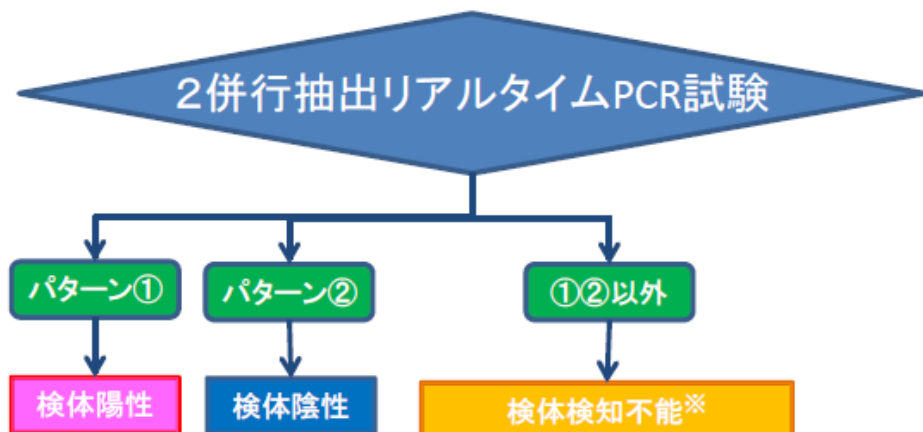 ２併行抽出リアルタイムPCR試験
パターン①
パターン②
①②以外
検体陽性
検体陰性
検体検知不能※